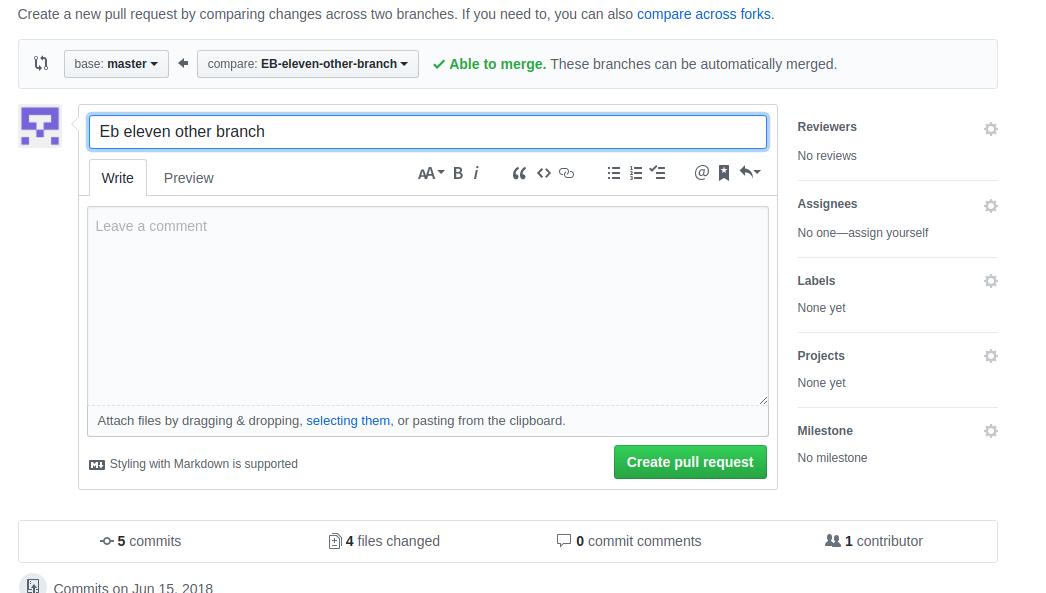 Create a new pull request by comparing changes across two branches. If you need to, you can also compare across forks.
base: master
compare: EB-eleven-other-branch
Able to merge. These branches can be automatically merged.
Eb eleven other branch
Write
Preview
AA B i
@
Leave a comment
Attach files by dragging & dropping, selecting them, or pasting from the clipboard.
Styling with Markdown is supported
Create pull request
Reviewers
No reviews
Assignees
No one—assign yourself
Labels
None yet
Projects
None yet
Milestone
No milestone
5 commits
4 files changed
0 commit comments
1 contributor
Commits on Jun 15, 2018